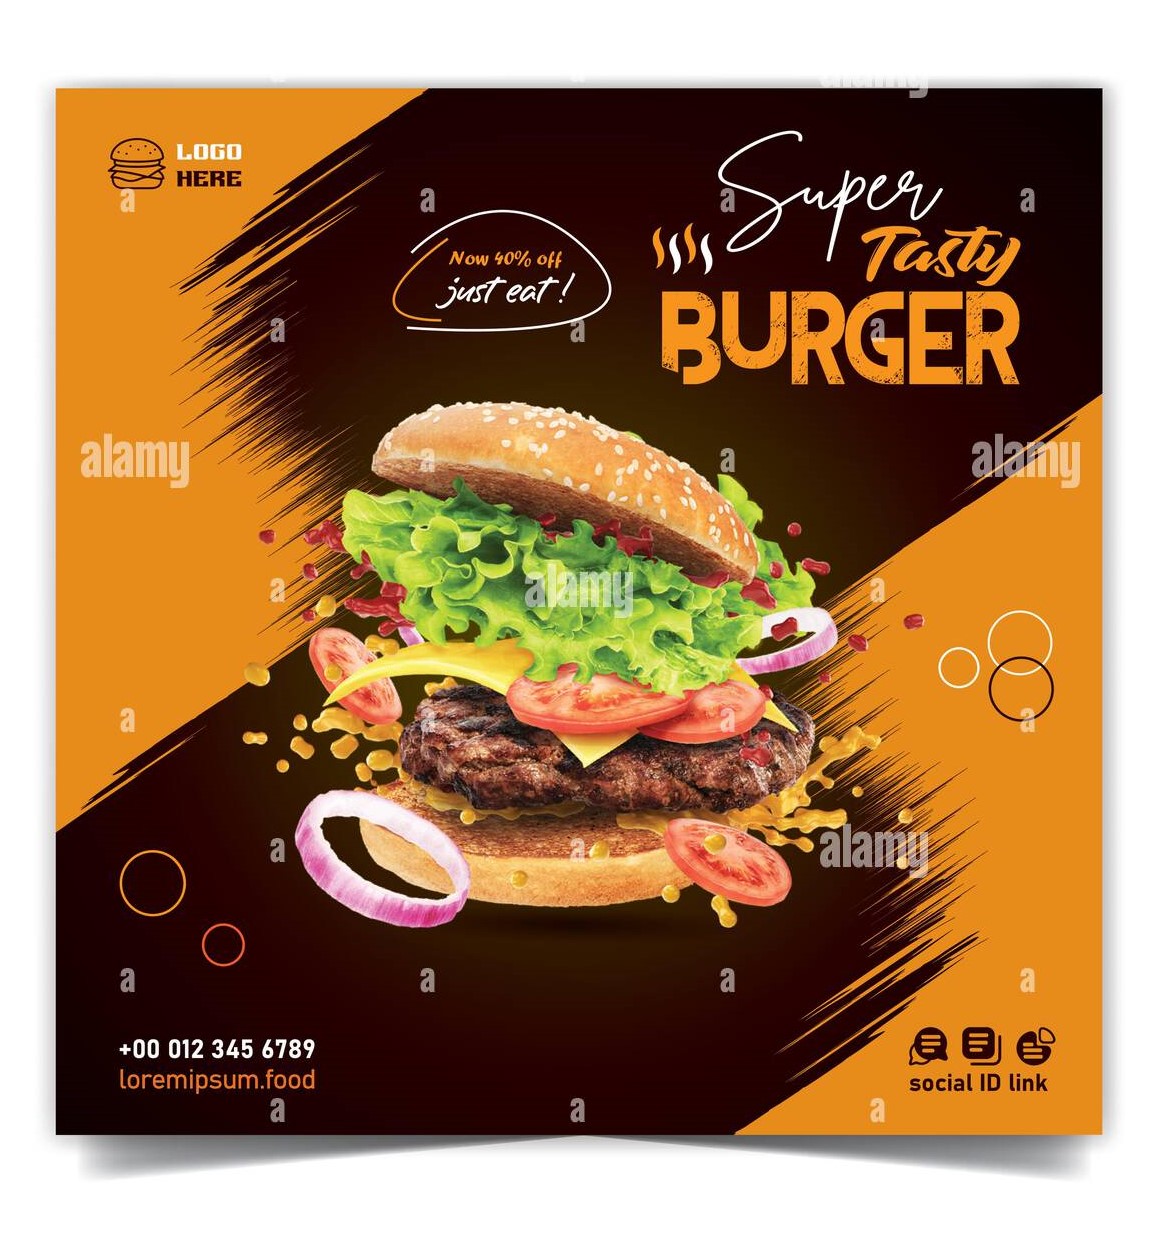 LOGO
HERE
Super
Tasty
BURGER
Now 40% off
just eat !
alamy
alamy
alamy
alamy
alamy
+00 012 345 6789
loremipsum.food
social ID link